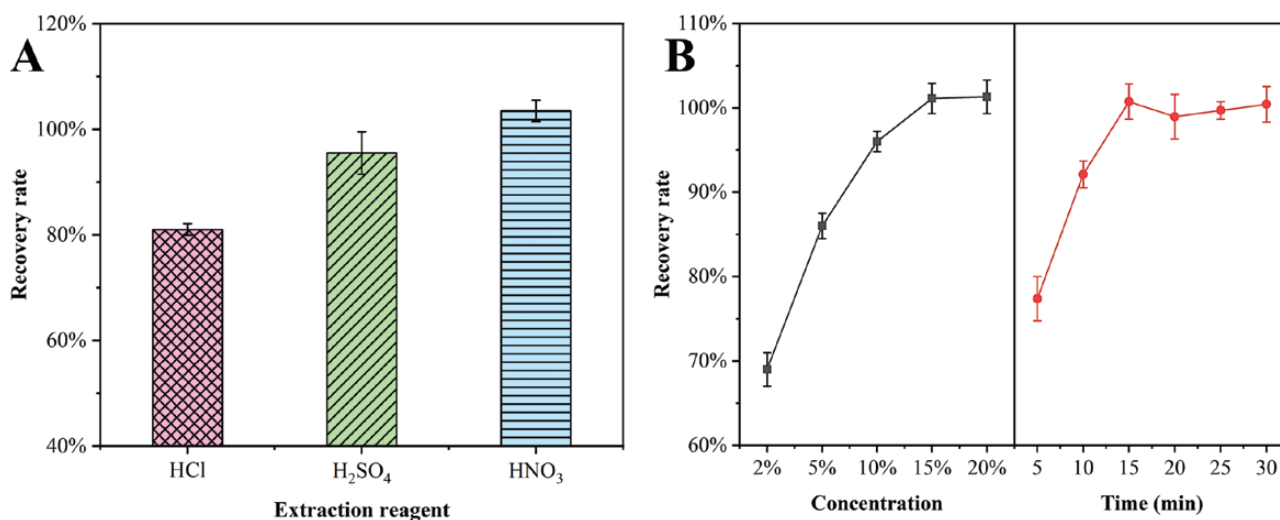 A
120%
100%
80%
60%
40%
Recovery rate
HCl H₂SO₄ HNO₃
Extraction reagent
B
110%
100%
90%
80%
70%
60%
Recovery rate
2% 5% 10% 15% 20% 5 10 15 20 25 30
Concentration Time (min)